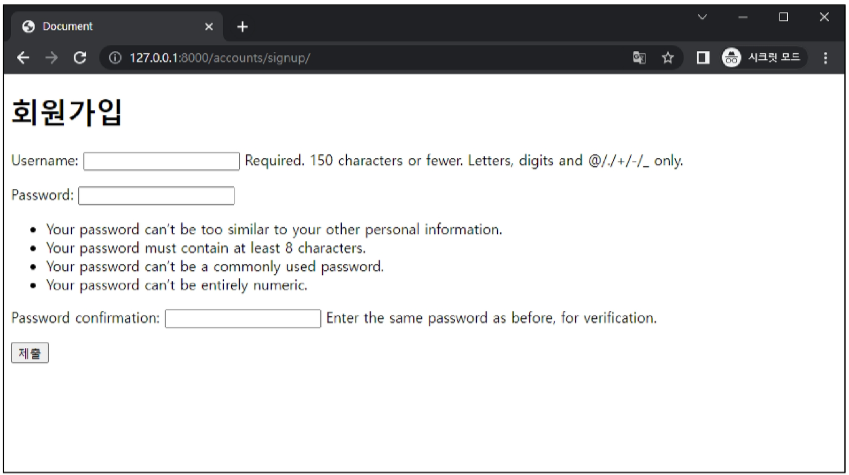 Document
127.0.0.1:8000/accounts/signup/
시크릿 모드
회원가입
Username: Required. 150 characters or fewer. Letters, digits and @/./+/-/_ only.
Password:
Your password can't be too similar to your other personal information.
Your password must contain at least 8 characters.
Your password can't be a commonly used password.
Your password can't be entirely numeric.
Password confirmation: Enter the same password as before, for verification.
제출